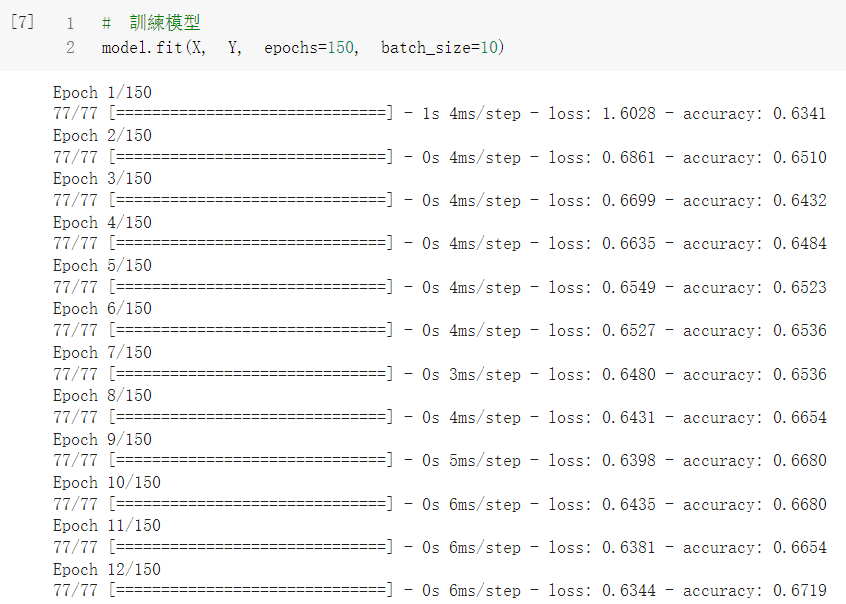 [7] 1 # 訓練模型
2 model.fit(X, Y, epochs=150, batch_size=10)
Epoch 1/150
77/77 [==============================] - 1s 4ms/step - loss: 1.6028 - accuracy: 0.6341
Epoch 2/150
77/77 [==============================] - 0s 4ms/step - loss: 0.6861 - accuracy: 0.6510
Epoch 3/150
77/77 [==============================] - 0s 4ms/step - loss: 0.6699 - accuracy: 0.6432
Epoch 4/150
77/77 [==============================] - 0s 4ms/step - loss: 0.6635 - accuracy: 0.6484
Epoch 5/150
77/77 [==============================] - 0s 4ms/step - loss: 0.6549 - accuracy: 0.6523
Epoch 6/150
77/77 [==============================] - 0s 4ms/step - loss: 0.6527 - accuracy: 0.6536
Epoch 7/150
77/77 [==============================] - 0s 3ms/step - loss: 0.6480 - accuracy: 0.6536
Epoch 8/150
77/77 [==============================] - 0s 4ms/step - loss: 0.6431 - accuracy: 0.6654
Epoch 9/150
77/77 [==============================] - 0s 5ms/step - loss: 0.6398 - accuracy: 0.6680
Epoch 10/150
77/77 [==============================] - 0s 6ms/step - loss: 0.6435 - accuracy: 0.6680
Epoch 11/150
77/77 [==============================] - 0s 6ms/step - loss: 0.6381 - accuracy: 0.6654
Epoch 12/150
77/77 [==============================] - 0s 6ms/step - loss: 0.6344 - accuracy: 0.6719